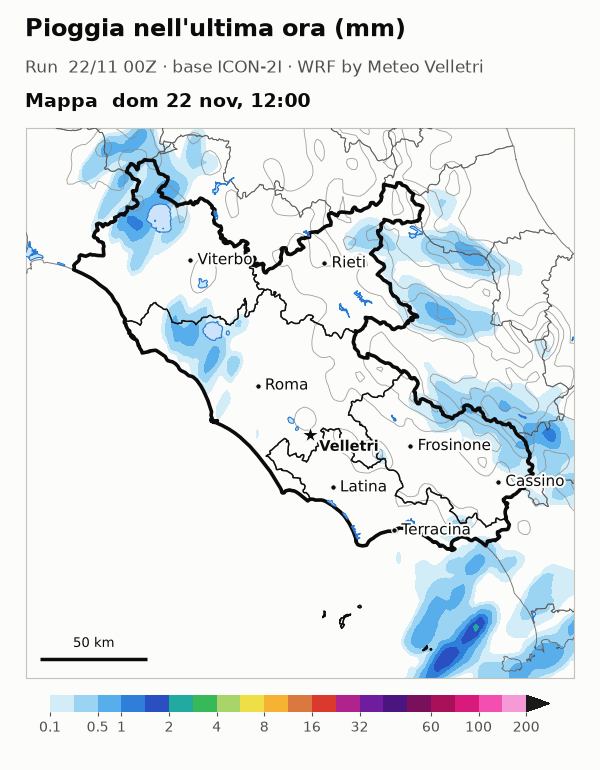 Pioggia nell'ultima ora (mm)
Run  22/11 00Z · base ICON-2I · WRF by Meteo Velletri
Mappa  dom 22 nov, 12:00
Viterbo
Rieti
Roma
Velletri
Frosinone
Cassino
Latina
Terracina
50 km
0.1 0.5 1 2 4 8 16 32 60 100 200